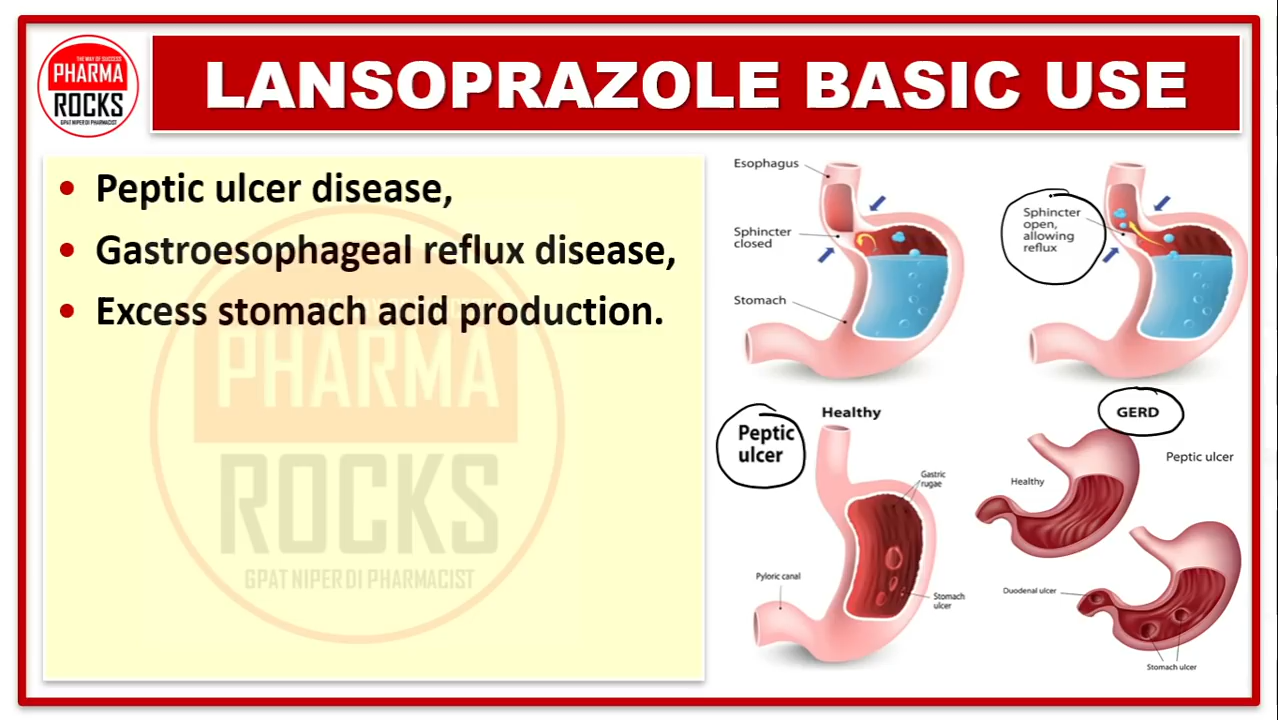 THE WAY OF SUCCESS
PHARMA
ROCKS
GPAT NIPER DI PHARMACIST
LANSOPRAZOLE BASIC USE
• Peptic ulcer disease,
• Gastroesophageal reflux disease,
• Excess stomach acid production.
PHARMA
ROCKS
GPAT NIPER DI PHARMACIST
Esophagus
Sphincter
closed
Stomach
Healthy
Sphincter
open,
allowing
reflux
GERD
Peptic
ulcer
Gastric
rugae
Pyloric canal
Stomach
ulcer
Peptic ulcer
Healthy
Duodenal ulcer
Stomach ulcer